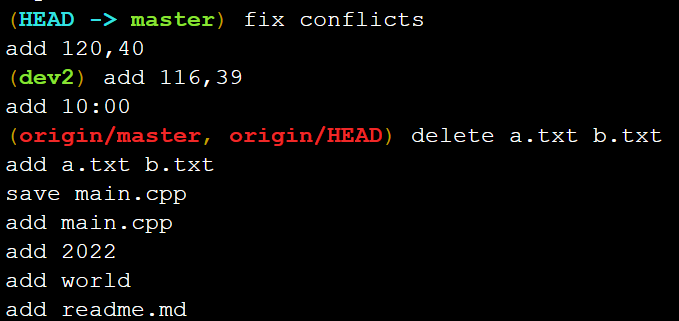 (HEAD -> master) fix conflicts
add 120,40
(dev2) add 116,39
add 10:00
(origin/master, origin/HEAD) delete a.txt b.txt
add a.txt b.txt
save main.cpp
add main.cpp
add 2022
add world
add readme.md